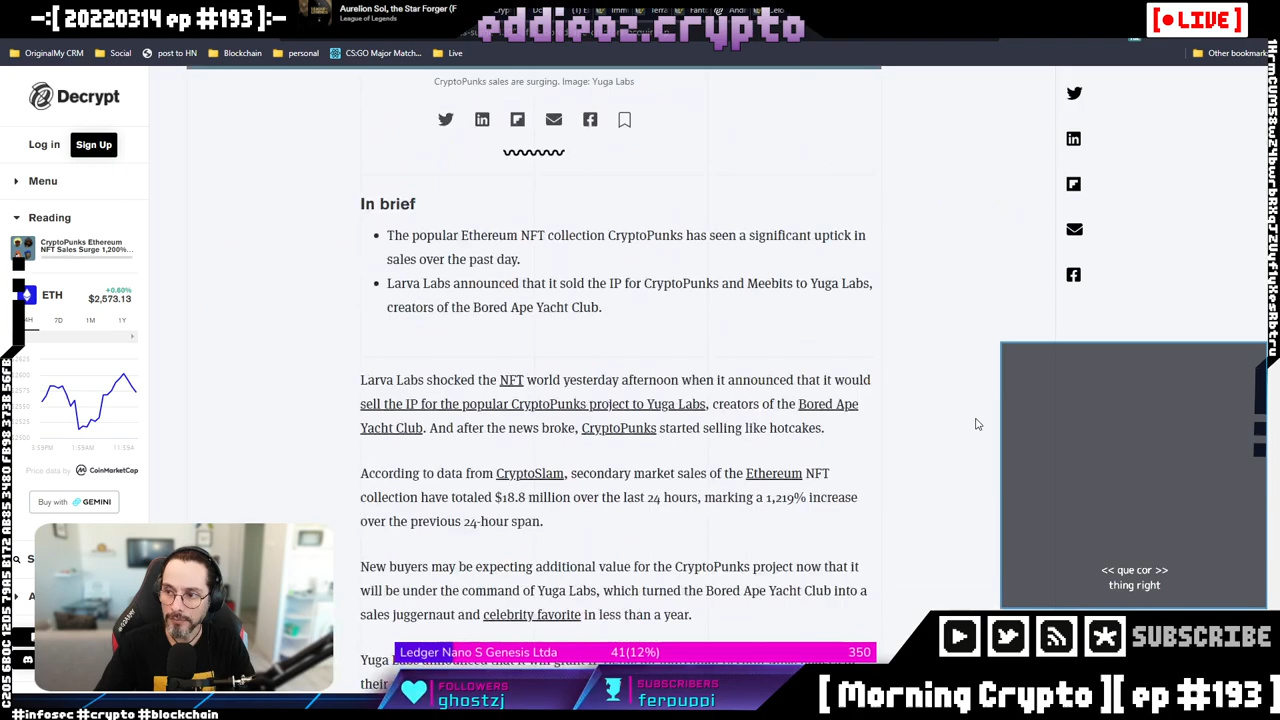 -:[ 20220314 ep #193 ]:-
Aurelion Sol, the Star Forger (F
League of Legends
eddieoz.crypto
[ LIVE ]
OriginalMy CRM
Social
post to HN
Blockchain
personal
CS:GO Major Match...
Live
Other bookmark
Decrypt
Log in
Sign Up
Menu
Reading
CryptoPunks Ethereum
NFT Sales Surge 1,200%...
ETH
+0.60%
$2,573.13
7D
1M
1Y
3:59PM
1:59AM
11:59A
Price data by
CoinMarketCap
Buy with
GEMINI
CryptoPunks sales are surging. Image: Yuga Labs
In brief
The popular Ethereum NFT collection CryptoPunks has seen a significant uptick in
sales over the past day.
Larva Labs announced that it sold the IP for CryptoPunks and Meebits to Yuga Labs,
creators of the Bored Ape Yacht Club.
Larva Labs shocked the NFT world yesterday afternoon when it announced that it would
sell the IP for the popular CryptoPunks project to Yuga Labs, creators of the Bored Ape
Yacht Club. And after the news broke, CryptoPunks started selling like hotcakes.
According to data from CryptoSlam, secondary market sales of the Ethereum NFT
collection have totaled $18.8 million over the last 24 hours, marking a 1,219% increase
over the previous 24-hour span.
New buyers may be expecting additional value for the CryptoPunks project now that it
will be under the command of Yuga Labs, which turned the Bored Ape Yacht Club into a
sales juggernaut and celebrity favorite in less than a year.
Yuga
their
<< que cor >>
thing right
Ledger Nano S Genesis Ltda
41(12%)
350
FOLLOWERS
ghostzj
SUBSCRIBERS
ferpuppi
SUBSCRIBE
[ Morning Crypto ][ ep #193 ]
#infosec #crypto #blockchain